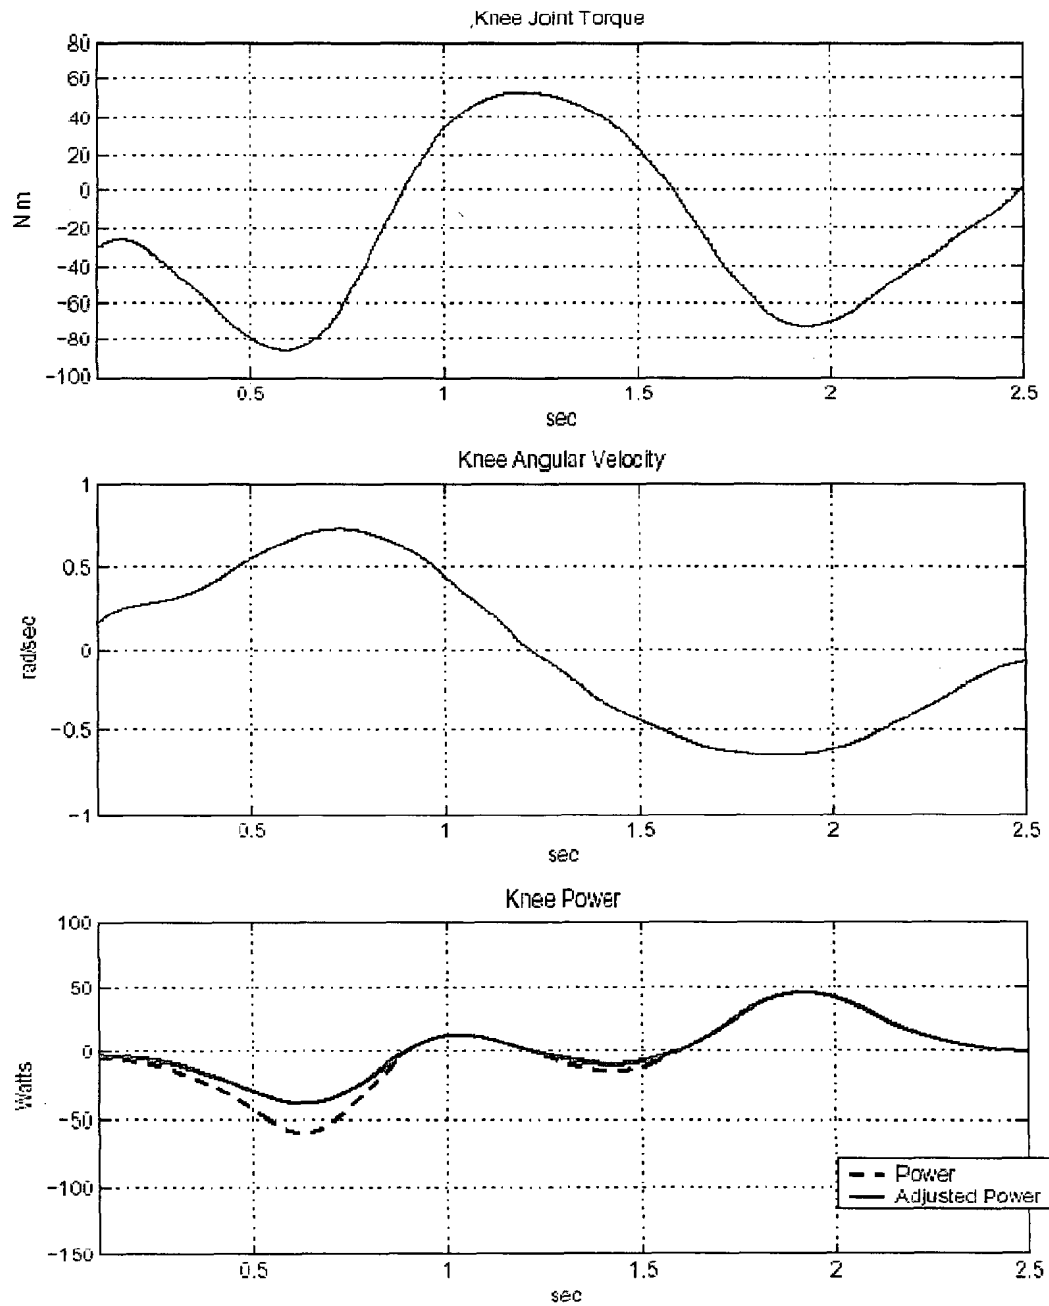 Knee Joint Torque
80
60
40
20
0
-20
-40
-60
-80
-100
N m
0.5 1 1.5 2 2.5
sec
Knee Angular Velocity
1
0.5
0
-0.5
-1
rad/sec
0.5 1 1.5 2 2.5
sec
Knee Power
100
50
0
-50
-100
-150
Watts
Power
Adjusted Power
0.5 1 1.5 2 2.5
sec